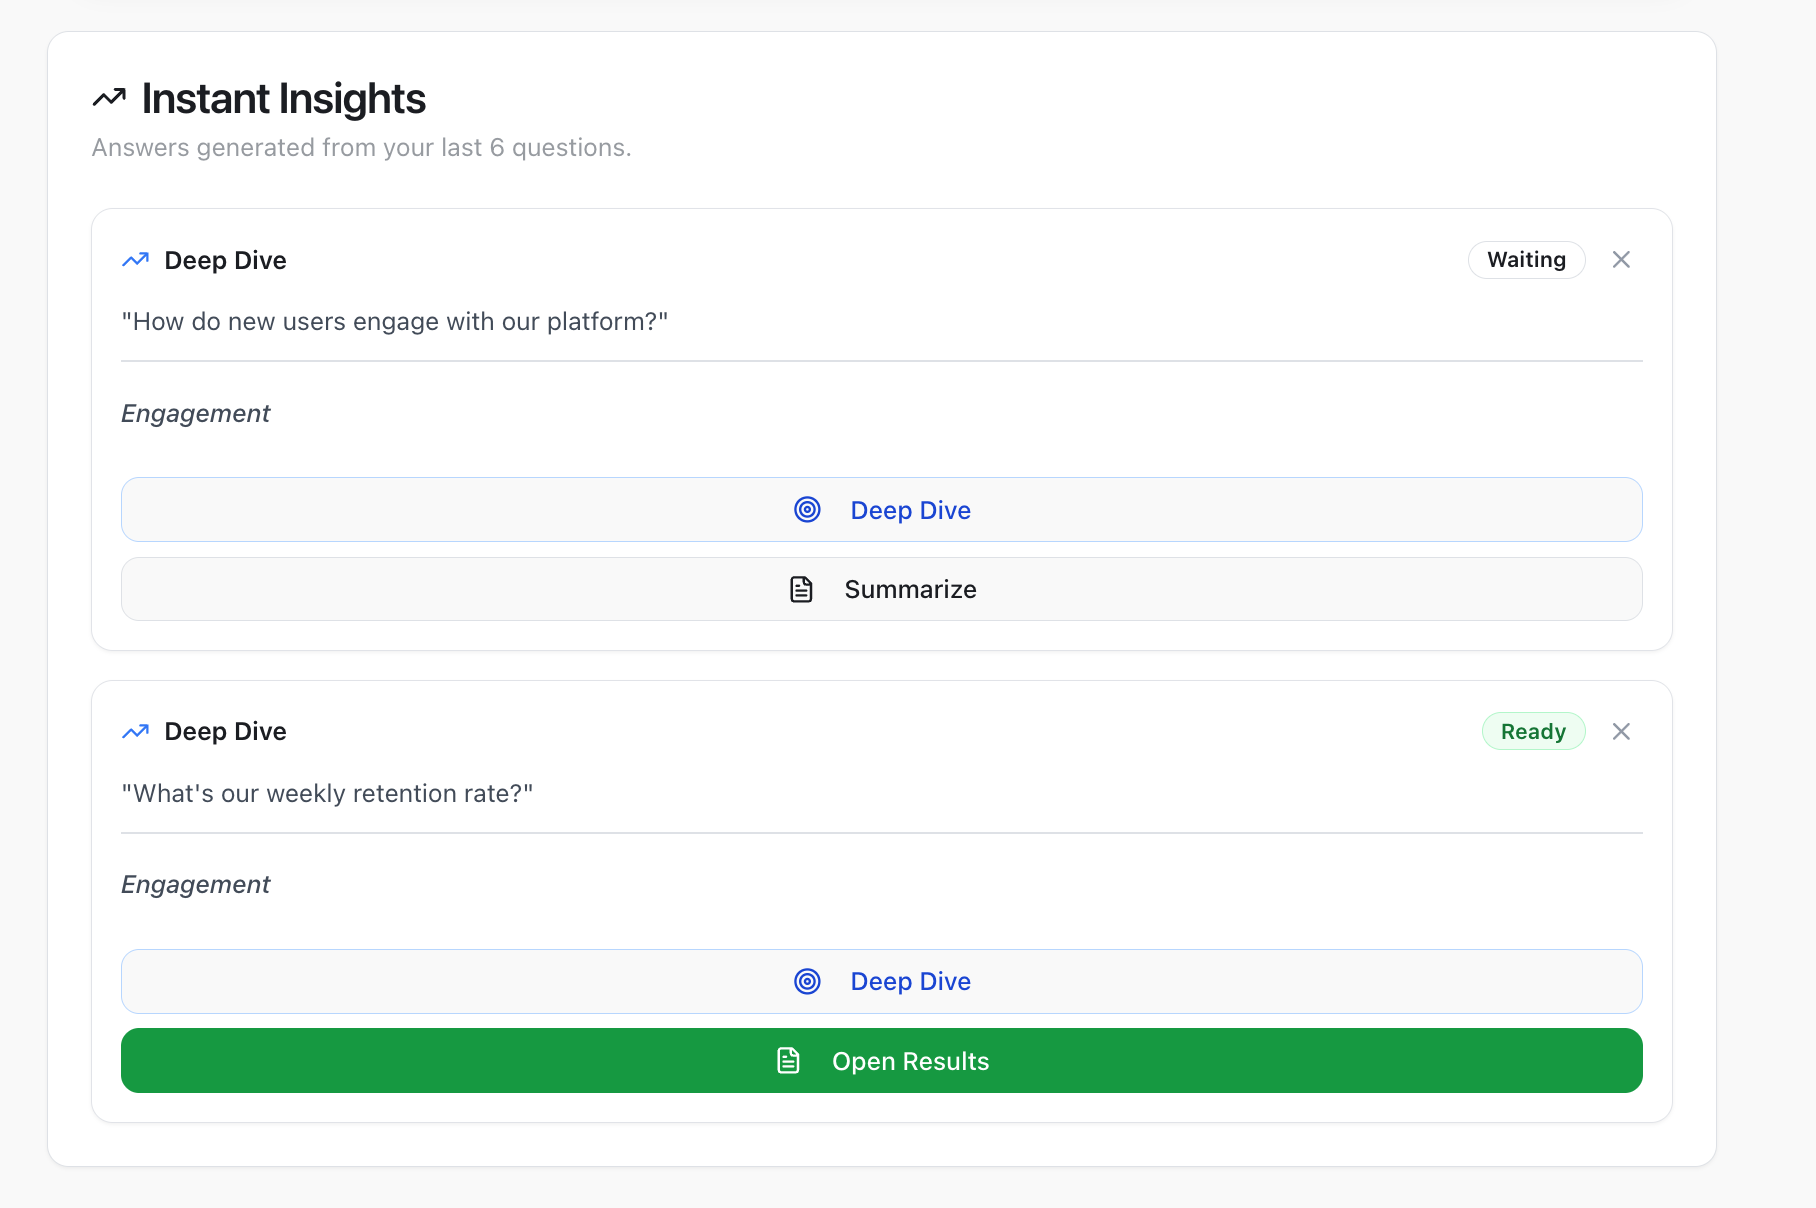 Instant Insights
Answers generated from your last 6 questions.
Deep Dive
Waiting
"How do new users engage with our platform?"
Engagement
Deep Dive
Summarize
Deep Dive
Ready
"What's our weekly retention rate?"
Engagement
Deep Dive
Open Results